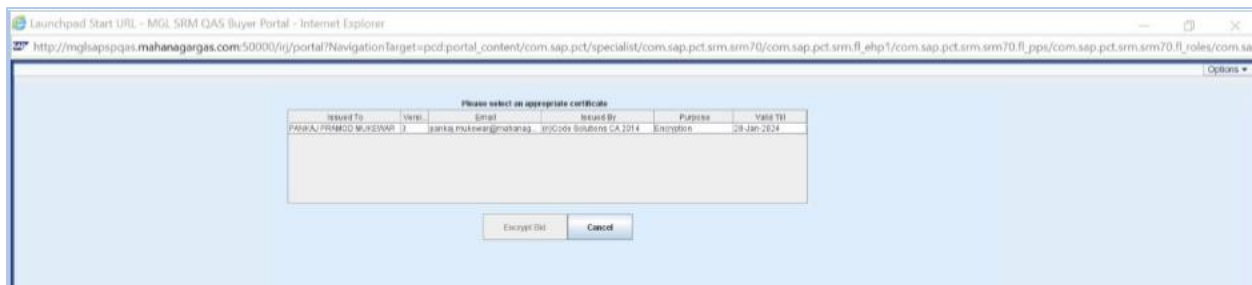 Launchpad Start URL - MGL SRM QAS Buyer Portal - Internet Explorer
http://mglsapspqas.mahanagargas.com:50000/irj/portal?NavigationTarget=pcd:portal_content/com.sap.pct/specialist/com.sap.pct.srm.srm70/com.sap.pct.srm.fl_ehp1/com.sap.pct.srm.srm70.fl_pps/com.sap.pct.srm.srm70.fl_roles/com.sa
Options
Please select an appropriate certificate
Issued To Versi... Email Issued By Purpose Valid Till
PANKAJ PRAMOD MUKEWAR 3 pankaj.mukewar@mahanag... (n)Code Solutions CA 2014 Encryption 28-Jan-2024
Encrypt Bid Cancel